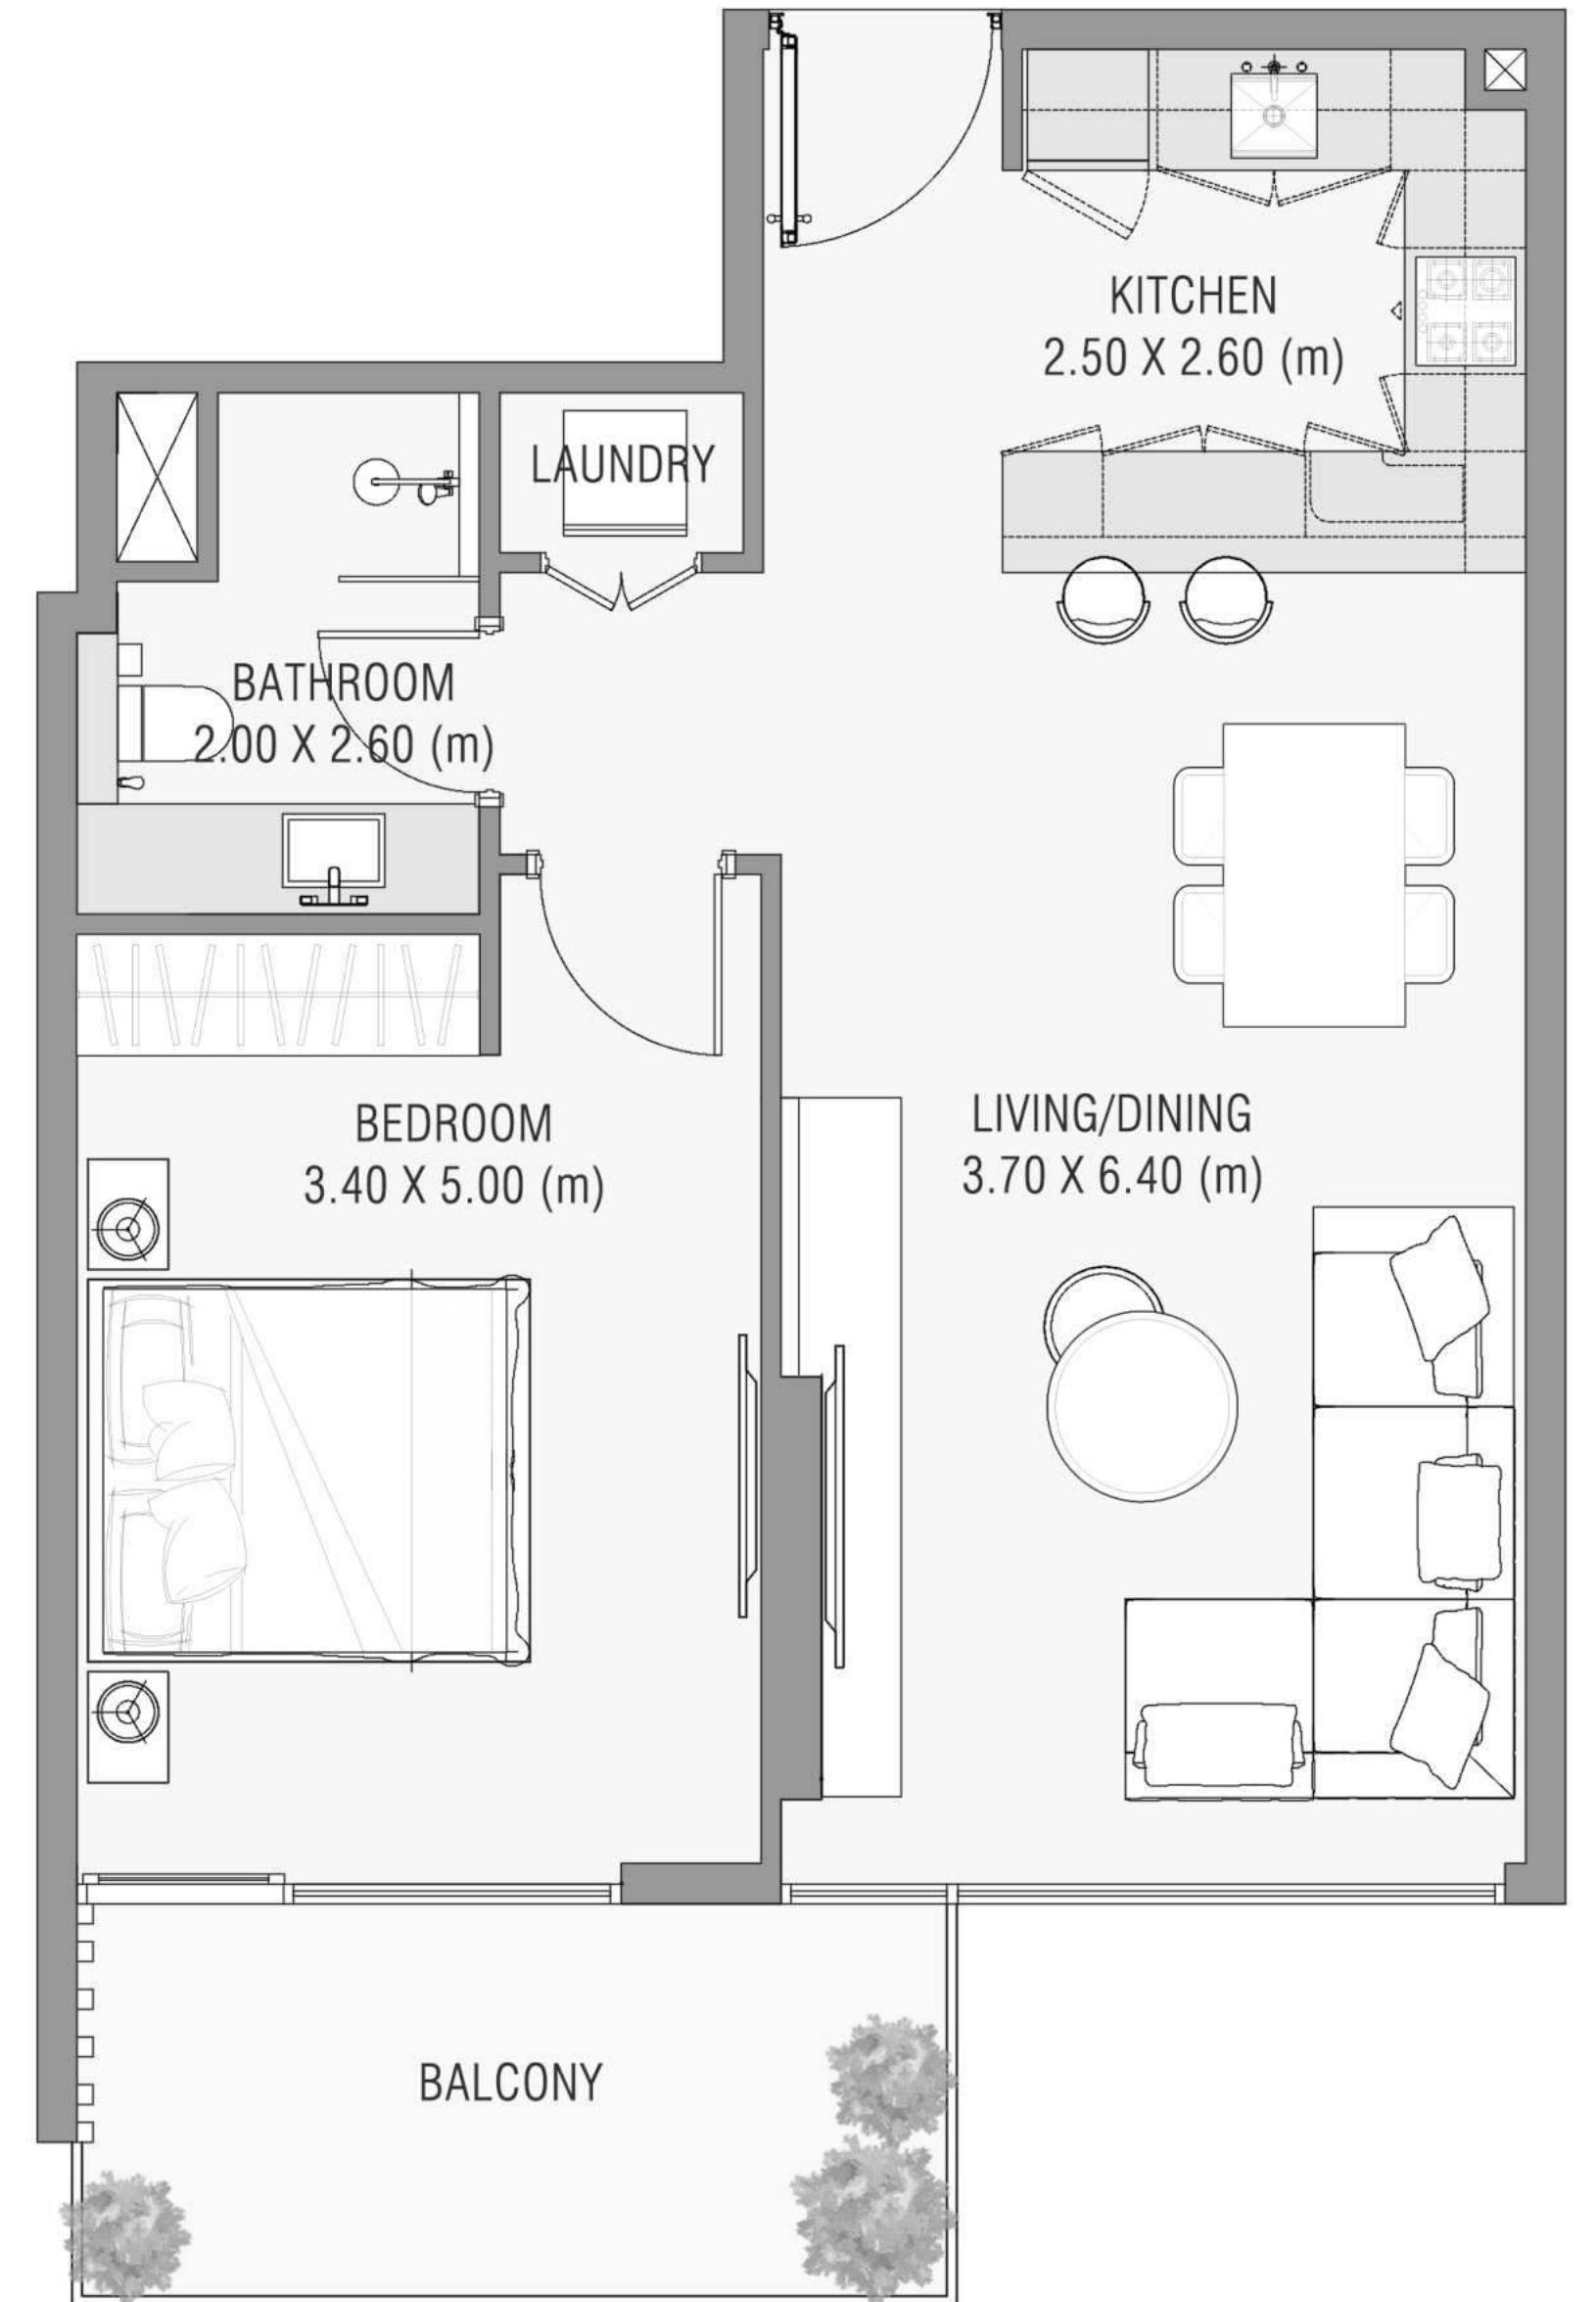 KITCHEN
2.50 X 2.60 (m)
LAUNDRY
BATHROOM
2.00 X 2.60 (m)
BEDROOM
3.40 X 5.00 (m)
LIVING/DINING
3.70 X 6.40 (m)
BALCONY